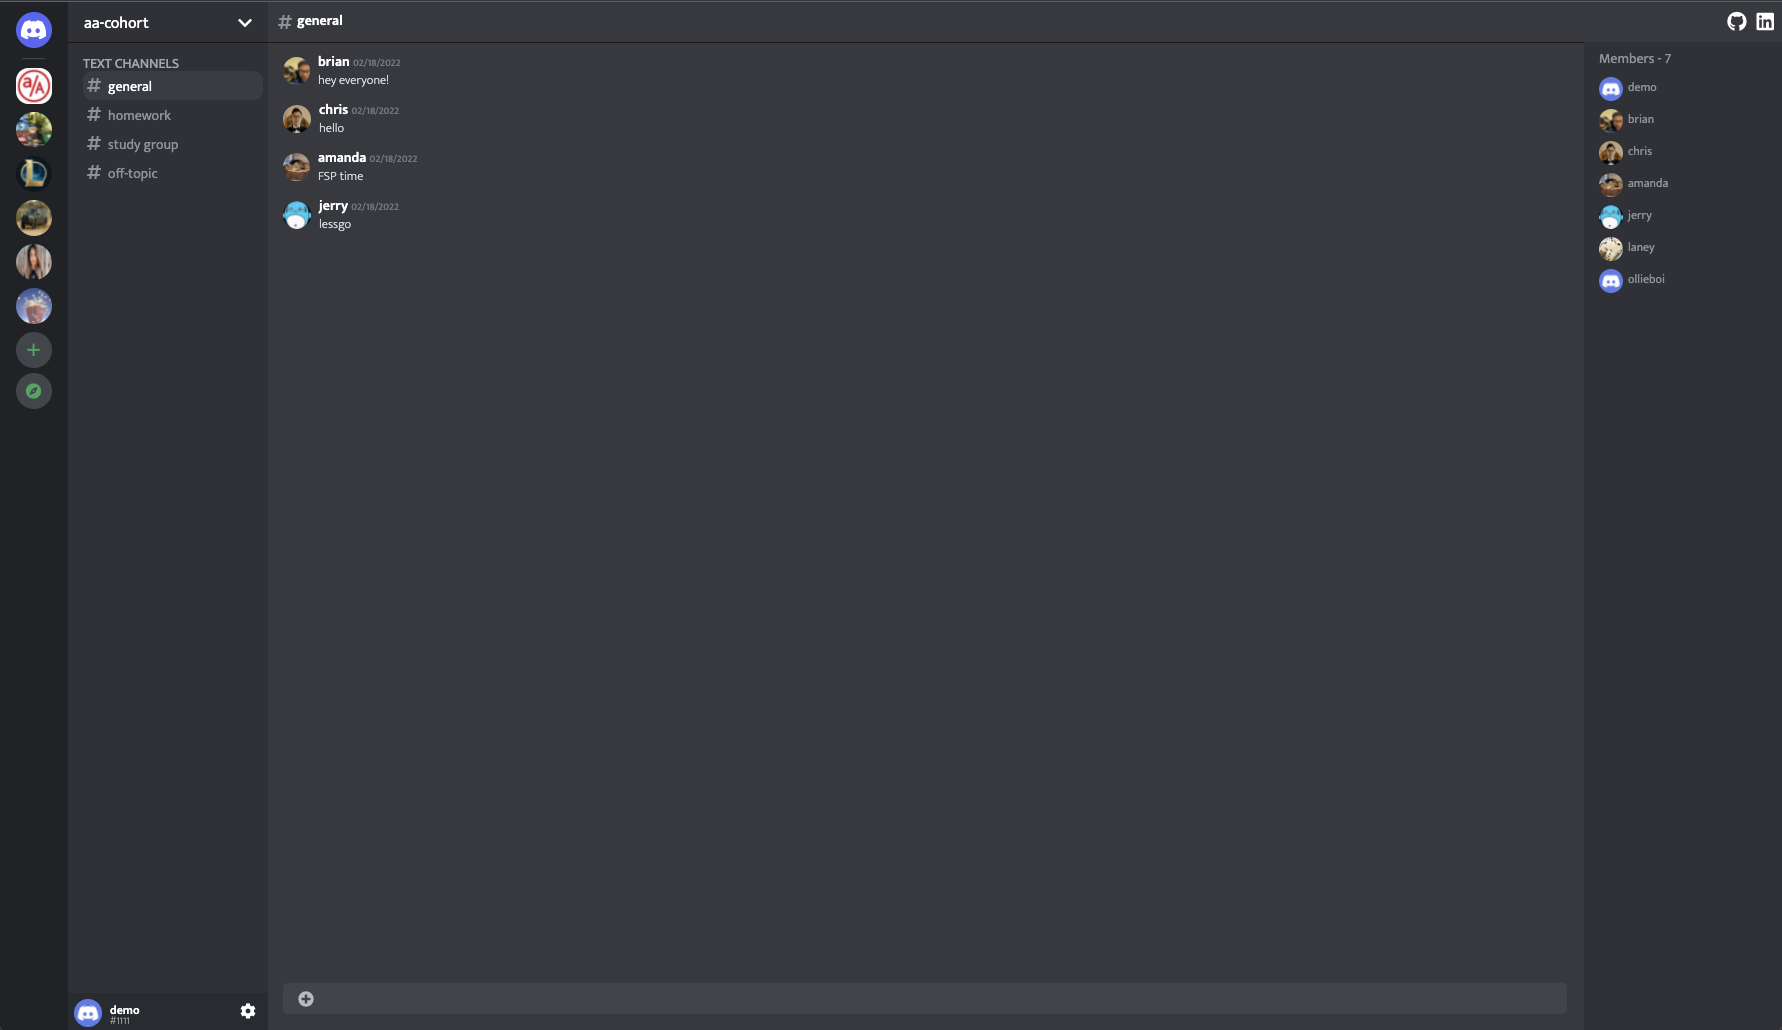 aa-cohort
TEXT CHANNELS
# general
# homework
# study group
# off-topic
demo
#1111
# general
brian 02/18/2022
hey everyone!
chris 02/18/2022
hello
amanda 02/18/2022
FSP time
jerry 02/18/2022
lessgo
Members - 7
demo
brian
chris
amanda
jerry
laney
ollieboi
a/A
L
in